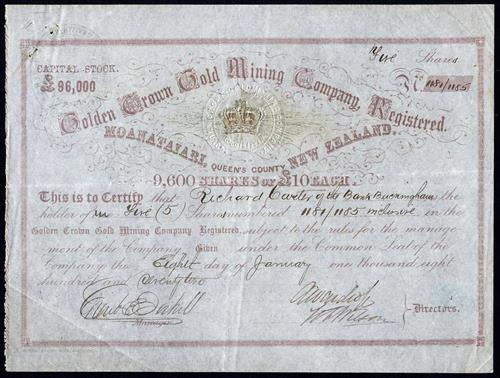 Five Shares
CAPITAL STOCK.
£96,000
No. 1181/1185
Golden Crown Gold Mining Company, Registered.
MOANATAIARI, QUEEN'S COUNTY NEW ZEALAND.
9,600 SHARES OF £10 EACH.
This is to Certify that Richard Carter of the Bank Buckingham the
holder of Five (5) Shares numbered 1181/1185 inclusive in the
Golden Crown Gold Mining Company Registered, subject to the rules for the manage
ment of the Company Given under the Common Seal of the
Company the Eight day of January one thousand eight
hundred and Seventy two
Manager
Directors.